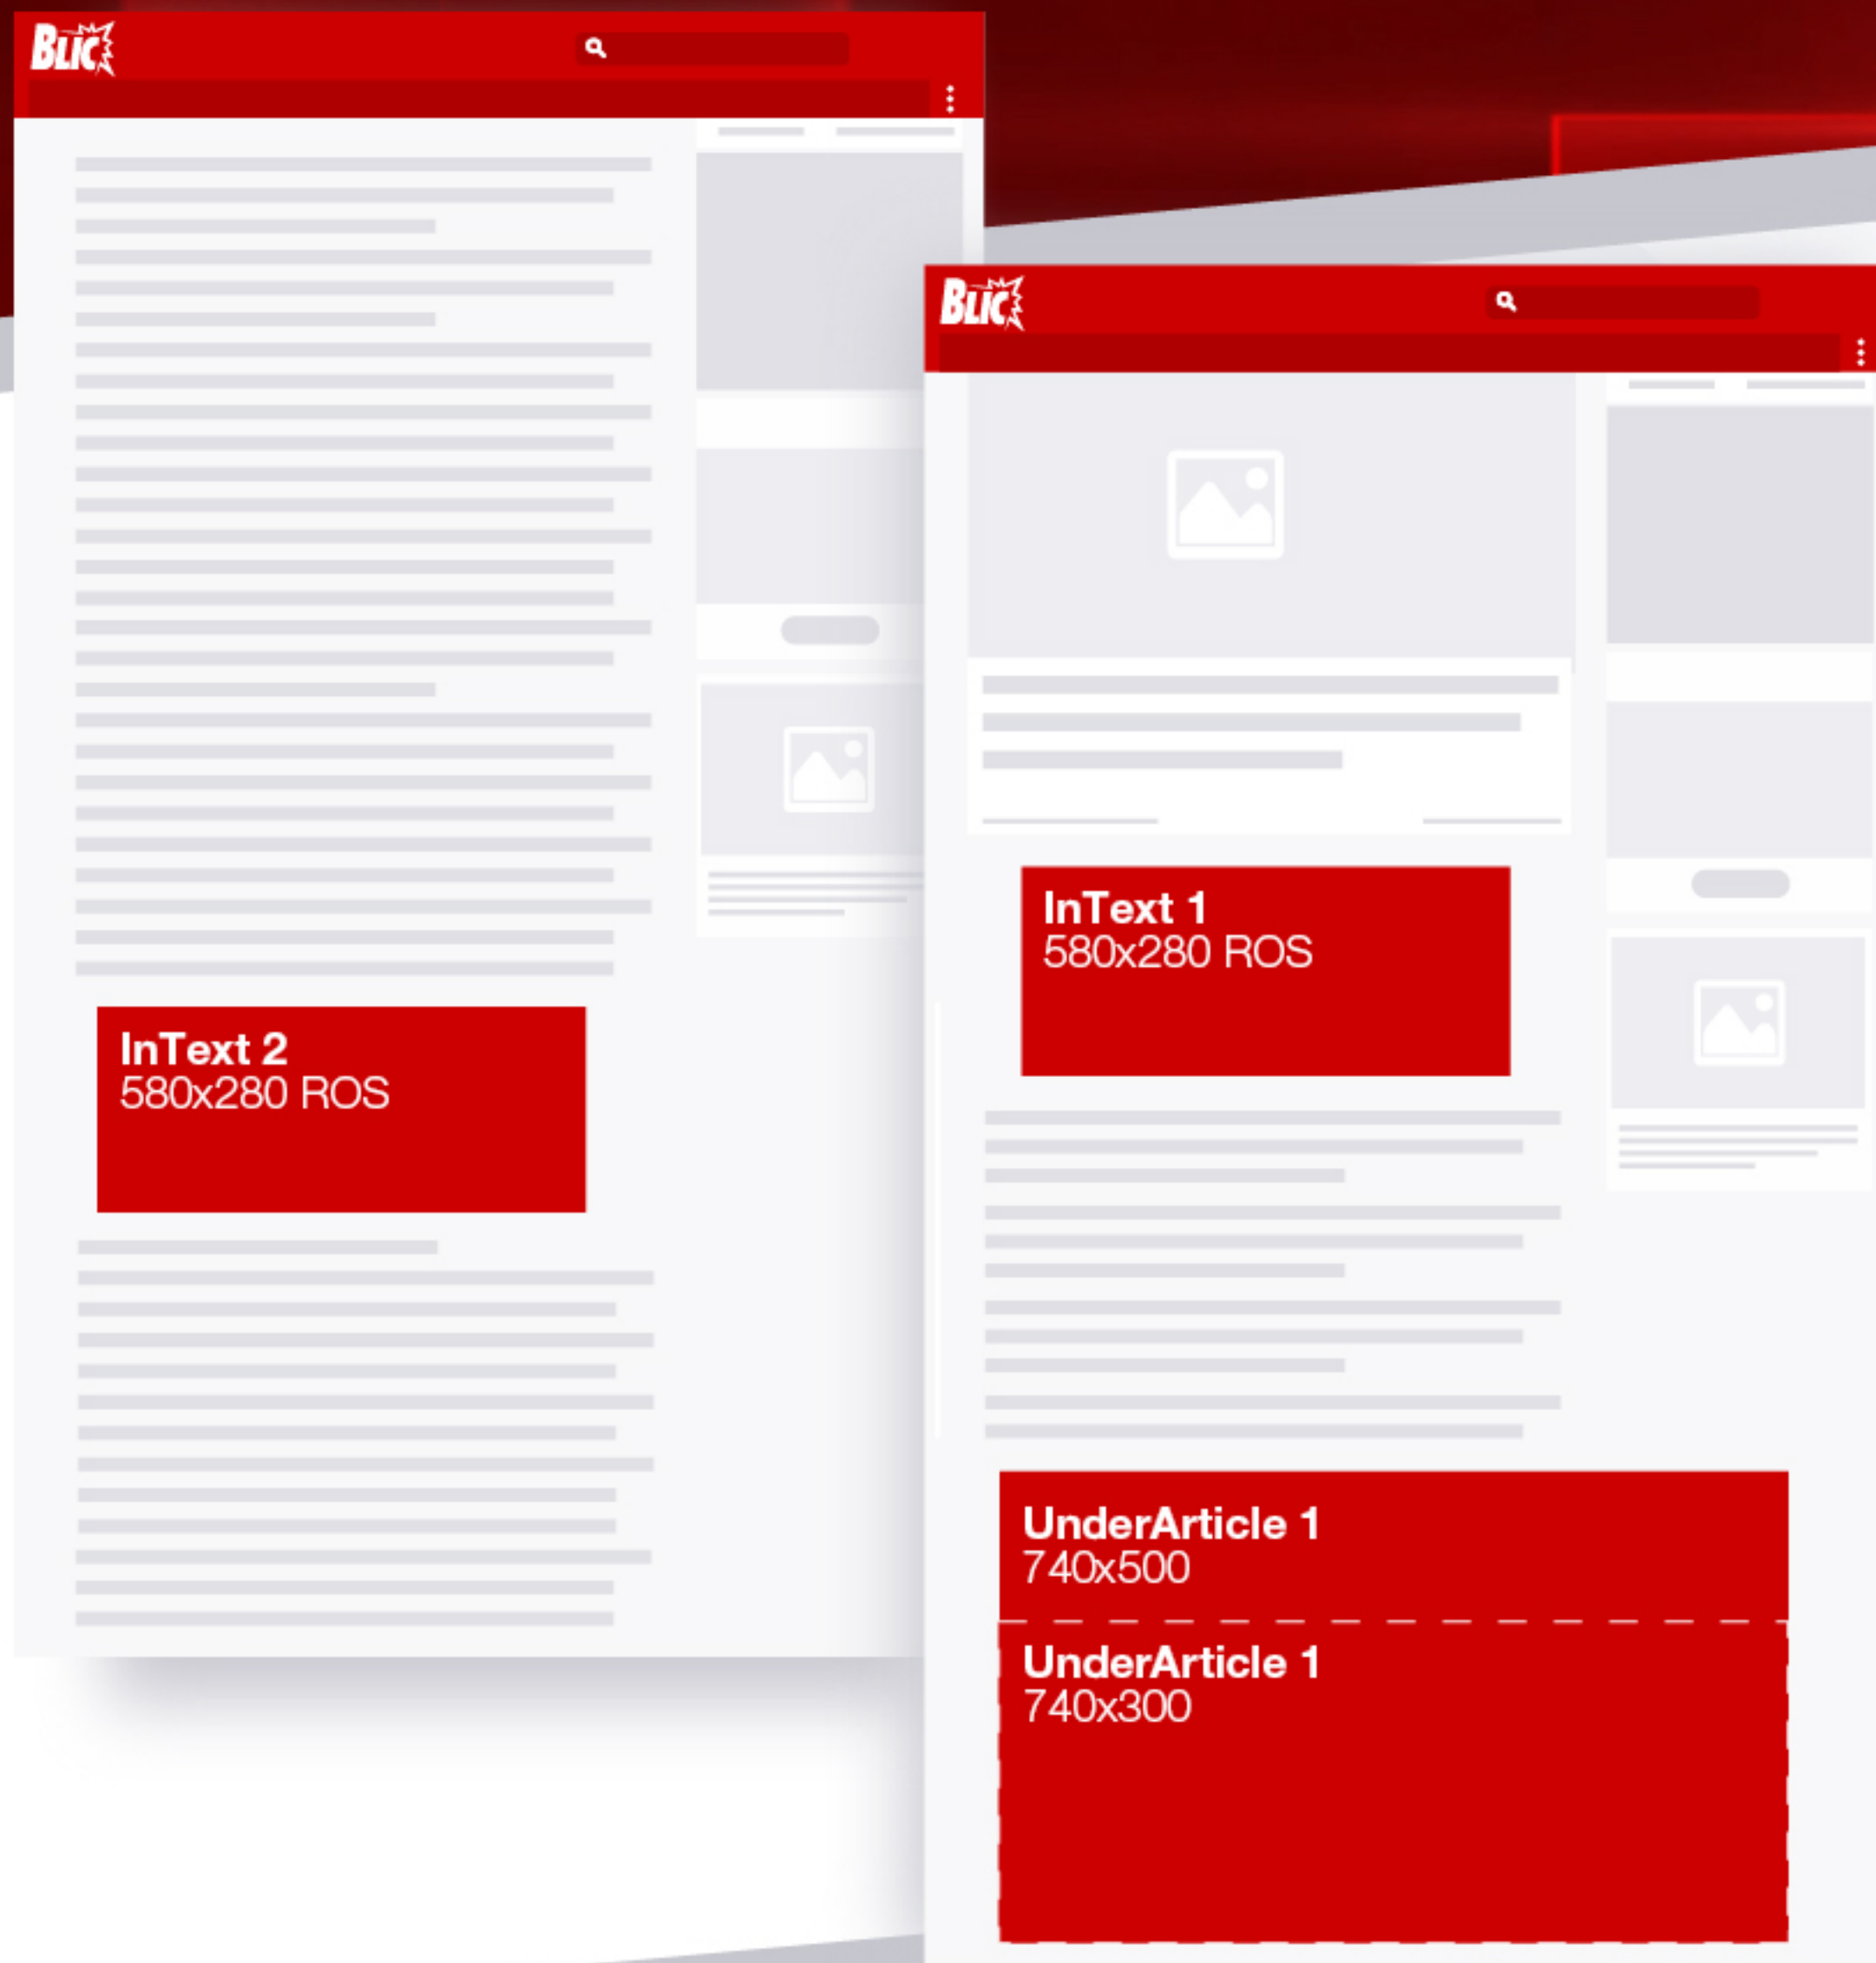 BLIC
InText 2
580x280 ROS
BLIC
InText 1
580x280 ROS
UnderArticle 1
740x500
UnderArticle 1
740x300